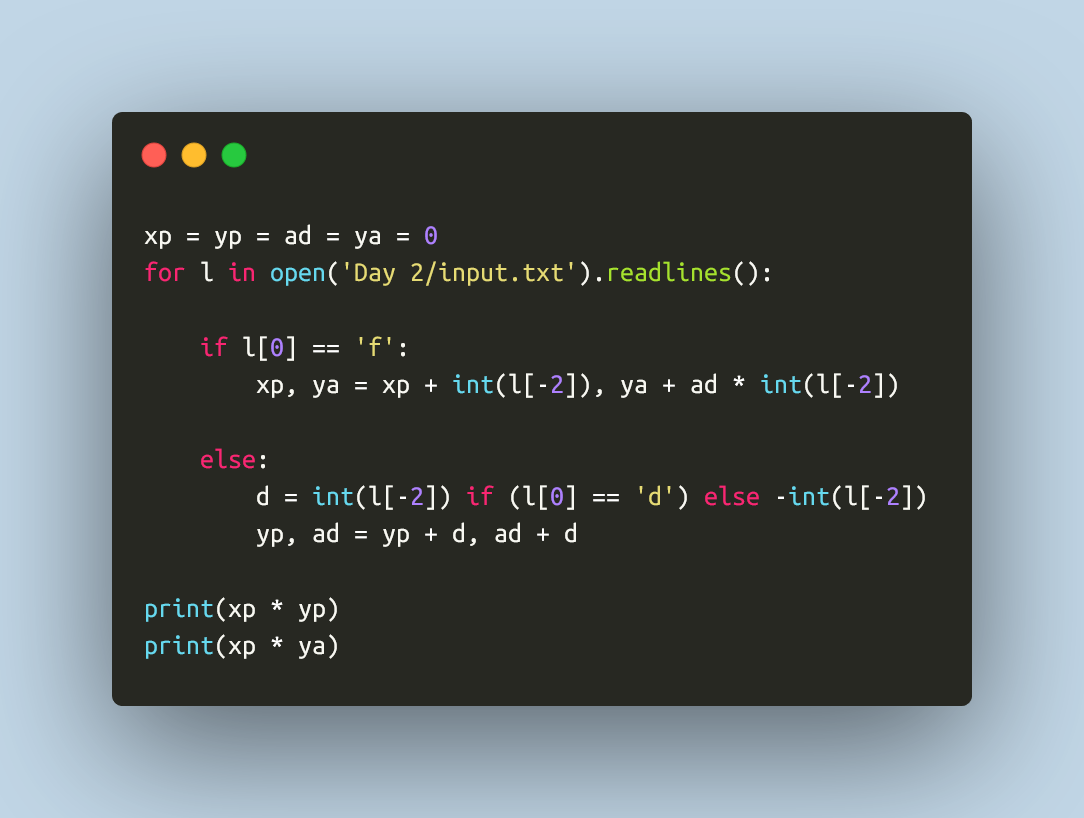 xp = yp = ad = ya = 0
for l in open('Day 2/input.txt').readlines():
    if l[0] == 'f':
        xp, ya = xp + int(l[-2]), ya + ad * int(l[-2])
    else:
        d = int(l[-2]) if (l[0] == 'd') else -int(l[-2])
        yp, ad = yp + d, ad + d
print(xp * yp)
print(xp * ya)